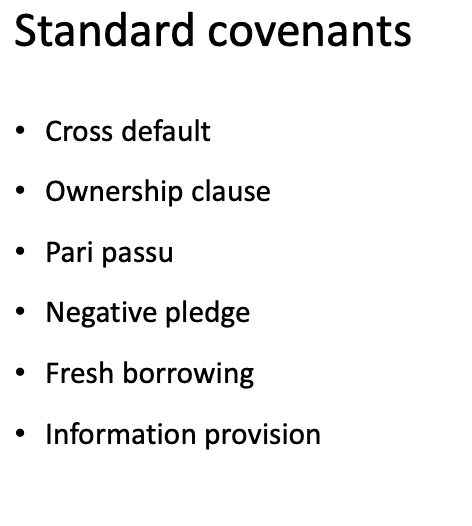 Standard covenants
• Cross default
• Ownership clause
• Pari passu
• Negative pledge
• Fresh borrowing
• Information provision